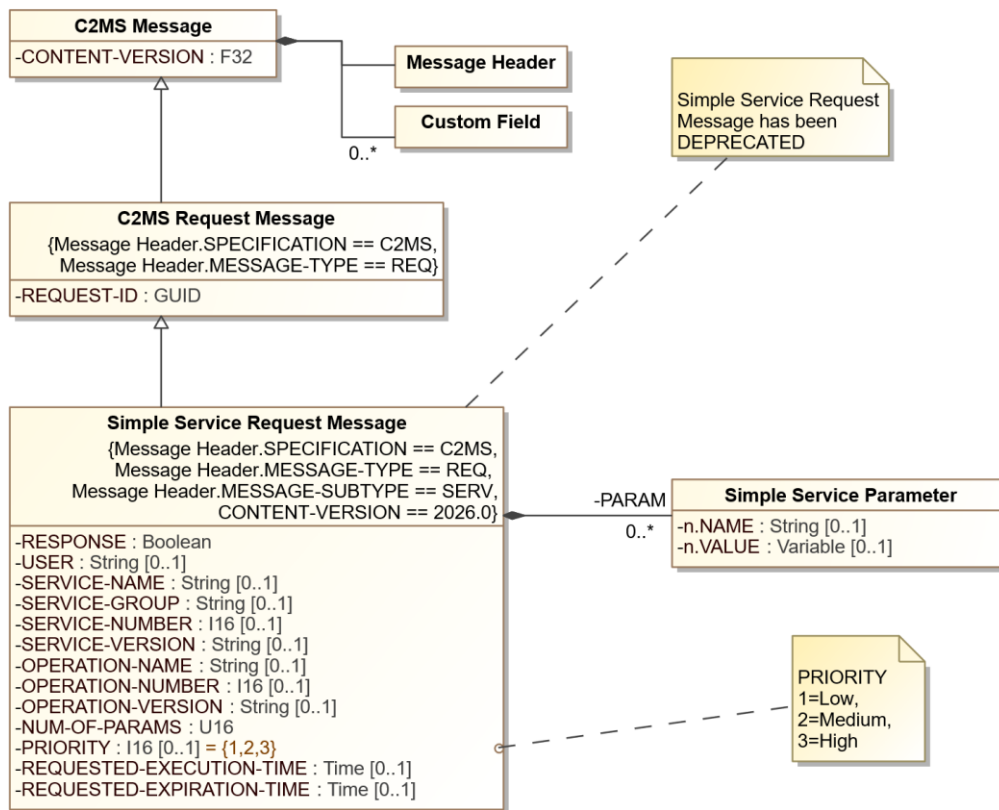 C2MS Message
-CONTENT-VERSION : F32
Message Header
Custom Field
0..*
Simple Service Request
Message has been
DEPRECATED
C2MS Request Message
{Message Header.SPECIFICATION == C2MS,
Message Header.MESSAGE-TYPE == REQ}
-REQUEST-ID : GUID
Simple Service Request Message
{Message Header.SPECIFICATION == C2MS,
Message Header.MESSAGE-TYPE == REQ,
Message Header.MESSAGE-SUBTYPE == SERV,
CONTENT-VERSION == 2026.0}
-RESPONSE : Boolean
-USER : String [0..1]
-SERVICE-NAME : String [0..1]
-SERVICE-GROUP : String [0..1]
-SERVICE-NUMBER : I16 [0..1]
-SERVICE-VERSION : String [0..1]
-OPERATION-NAME : String [0..1]
-OPERATION-NUMBER : I16 [0..1]
-OPERATION-VERSION : String [0..1]
-NUM-OF-PARAMS : U16
-PRIORITY : I16 [0..1] = {1,2,3}
-REQUESTED-EXECUTION-TIME : Time [0..1]
-REQUESTED-EXPIRATION-TIME : Time [0..1]
-PARAM
0..*
Simple Service Parameter
-n.NAME : String [0..1]
-n.VALUE : Variable [0..1]
PRIORITY
1=Low,
2=Medium,
3=High